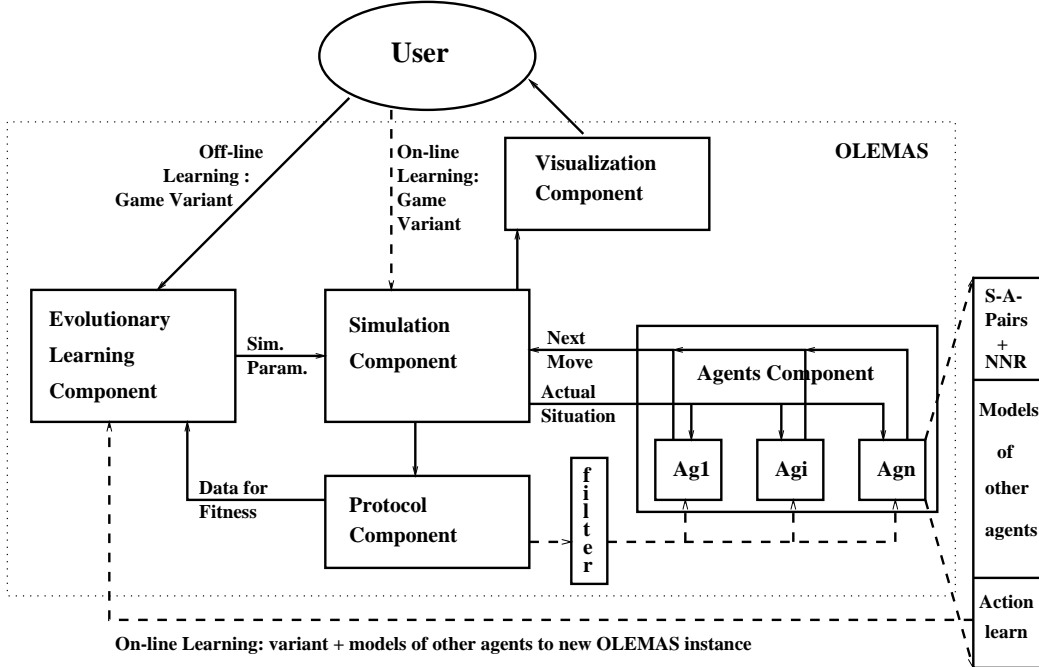 User
OLEMAS
Off-line
Learning :
Game Variant
On-line
Learning:
Game
Variant
Visualization
Component
Evolutionary
Learning
Component
Sim.
Param.
Simulation
Component
Next
Move
Actual
Situation
Agents Component
Ag1
Agi
Agn
Data for
Fitness
Protocol
Component
filter
S-A-
Pairs
+
NNR
Models
of
other
agents
Action
learn
On-line Learning: variant + models of other agents to new OLEMAS instance